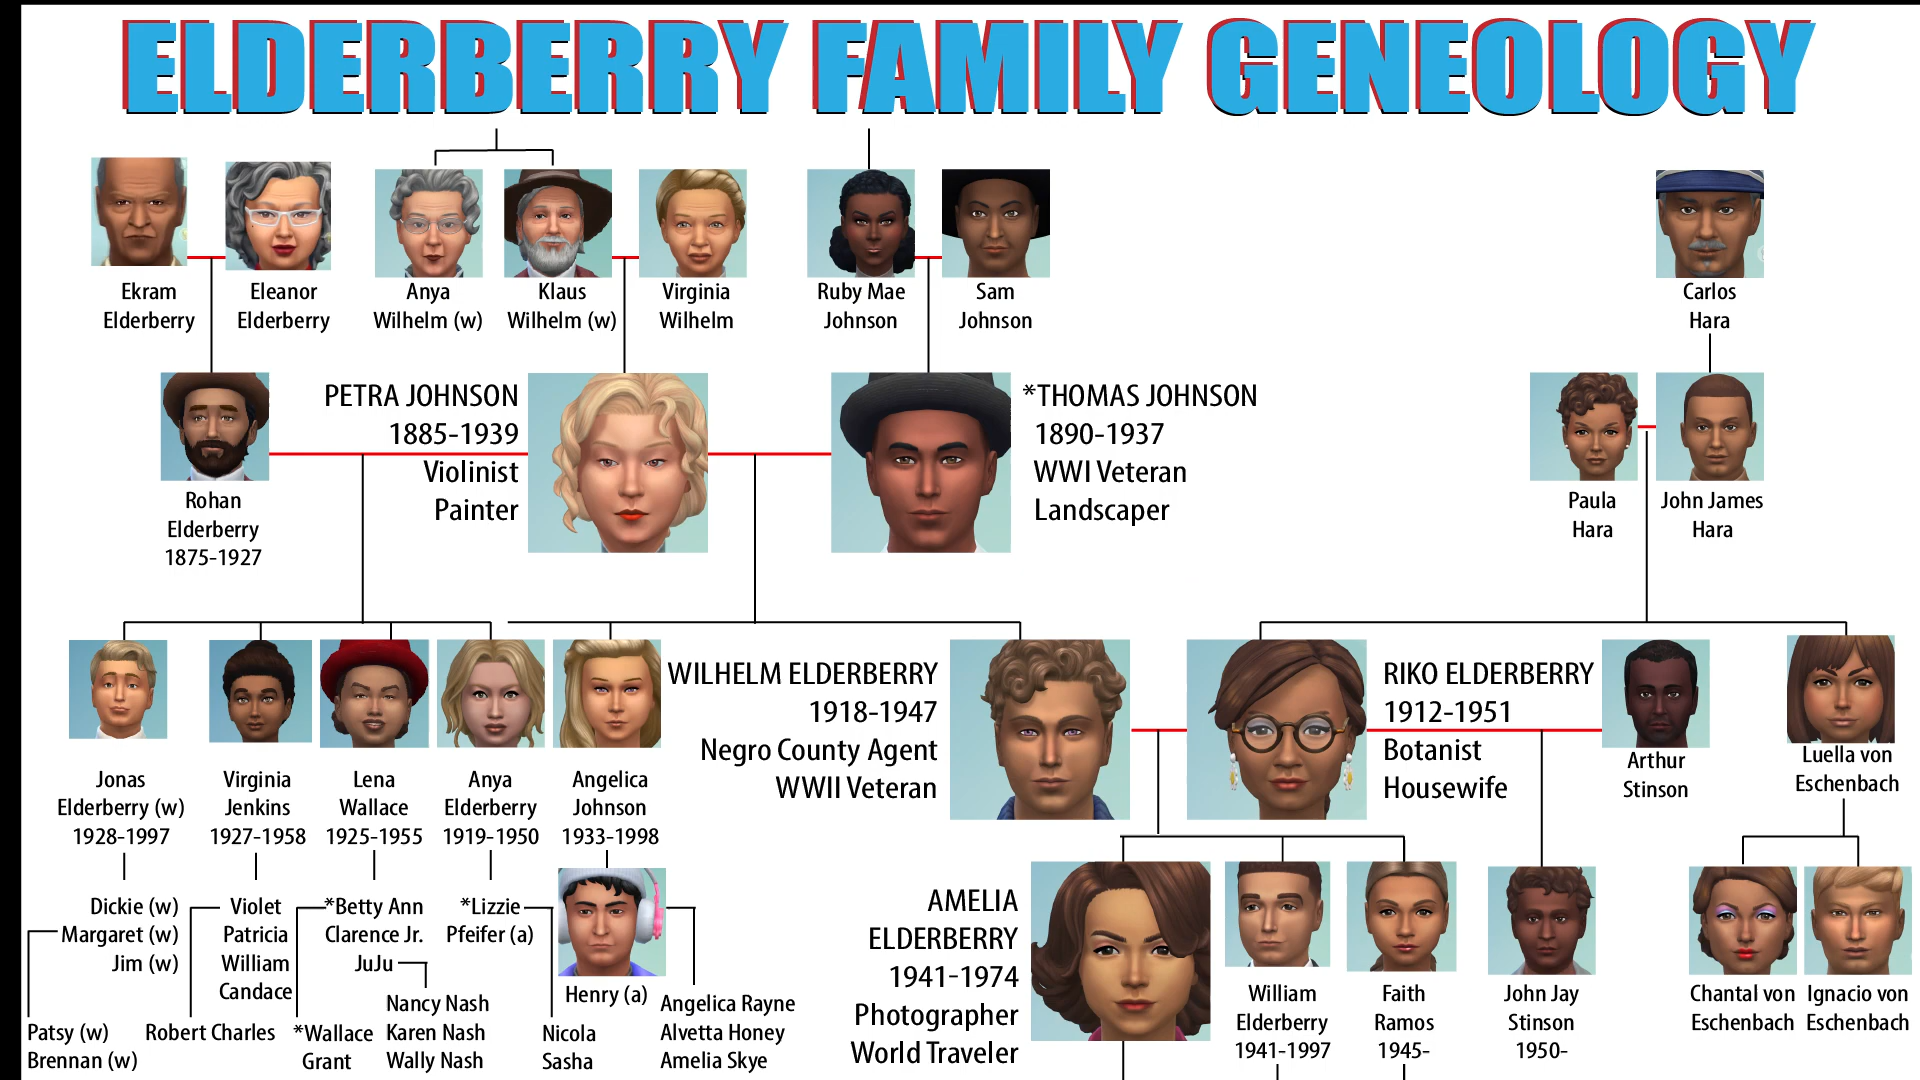 ELDERBERRY FAMILY GENEOLOGY
Ekram
Elderberry
Eleanor
Elderberry
Anya
Wilhelm (w)
Klaus
Wilhelm (w)
Virginia
Wilhelm
Ruby Mae
Johnson
Sam
Johnson
Carlos
Hara
Rohan
Elderberry
1875-1927
PETRA JOHNSON
1885-1939
Violinist
Painter
*THOMAS JOHNSON
1890-1937
WWI Veteran
Landscaper
Paula
Hara
John James
Hara
Jonas
Elderberry (w)
1928-1997
Virginia
Jenkins
1927-1958
Lena
Wallace
1925-1955
Anya
Elderberry
1919-1950
Angelica
Johnson
1933-1998
WILHELM ELDERBERRY
1918-1947
Negro County Agent
WWII Veteran
RIKO ELDERBERRY
1912-1951
Botanist
Housewife
Arthur
Stinson
Luella von
Eschenbach
Dickie (w)
Margaret (w)
Jim (w)
Patsy (w)
Brennan (w)
Violet
Patricia
William
Candace
Robert Charles
*Betty Ann
Clarence Jr.
JuJu
*Wallace
Grant
Nancy Nash
Karen Nash
Wally Nash
*Lizzie
Pfeifer (a)
Nicola
Sasha
Henry (a)
Angelica Rayne
Alvetta Honey
Amelia Skye
AMELIA
ELDERBERRY
1941-1974
Photographer
World Traveler
William
Elderberry
1941-1997
Faith
Ramos
1945-
John Jay
Stinson
1950-
Chantal von
Eschenbach
Ignacio von
Eschenbach